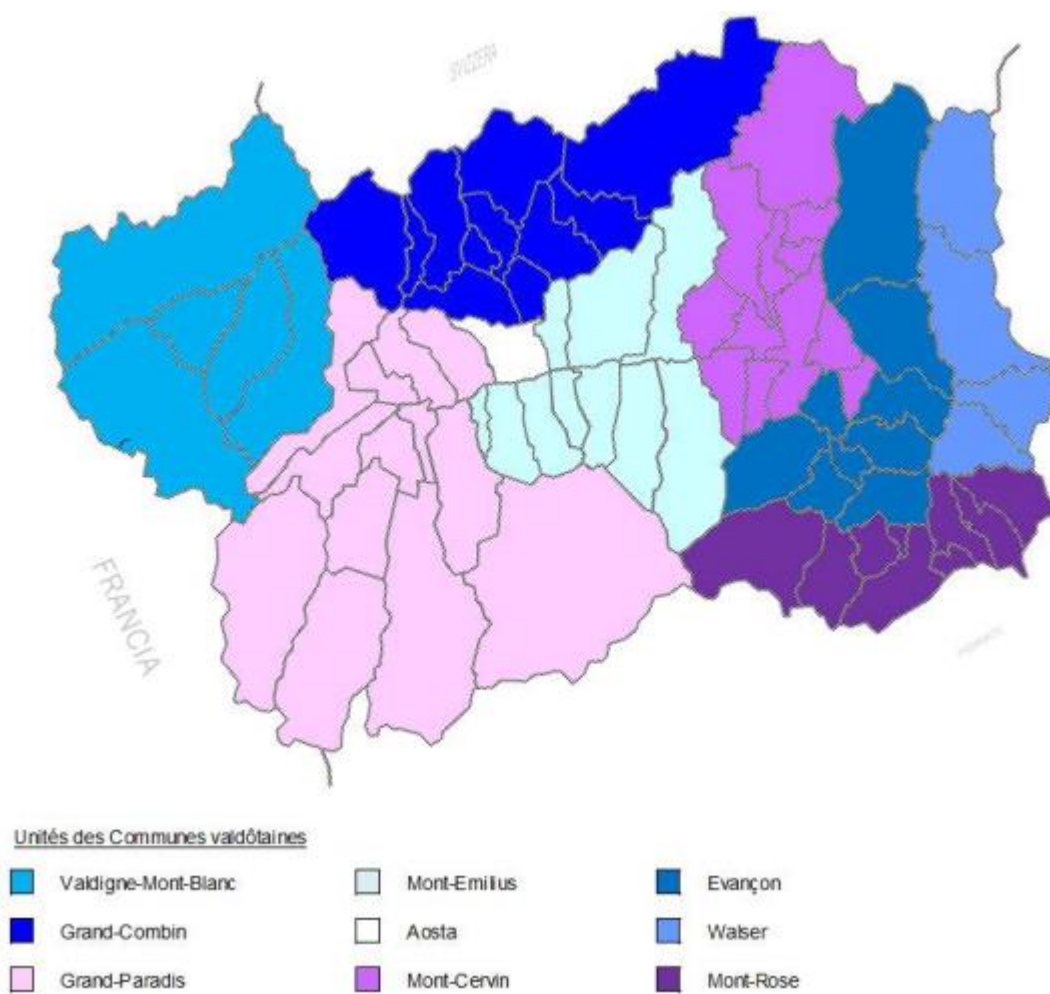 SVIZZERA
FRANCIA
Unités des Communes valdôtaines
Valdigne-Mont-Blanc
Mont-Emilius
Evançon
Grand-Combin
Aosta
Walser
Grand-Paradis
Mont-Cervin
Mont-Rose